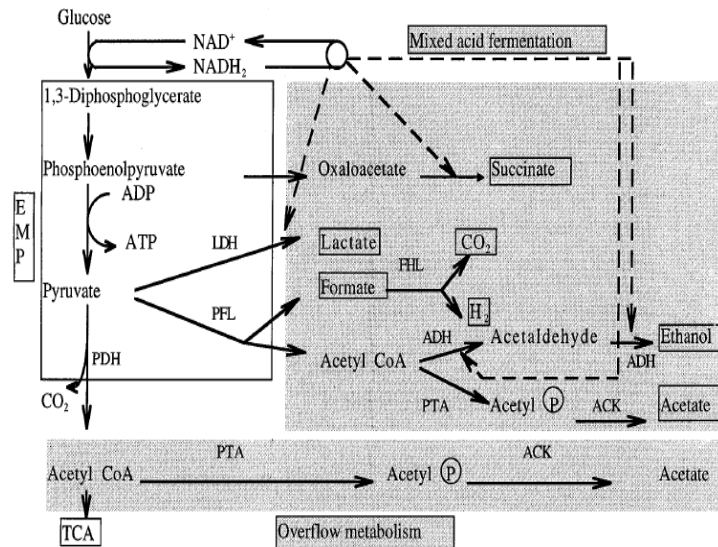 Glucose
NAD⁺
NADH₂
Mixed acid fermentation
1,3-Diphosphoglycerate
Phosphoenolpyruvate
Oxaloacetate
Succinate
ADP
E
M
P
ATP
LDH
Lactate
CO₂
FHL
Pyruvate
Formate
PFL
H₂
ADH
Acetaldehyde
Ethanol
PDH
Acetyl CoA
ADH
CO₂
PTA
Acetyl P
ACK
Acetate
PTA
ACK
Acetyl CoA
Acetyl P
Acetate
TCA
Overflow metabolism